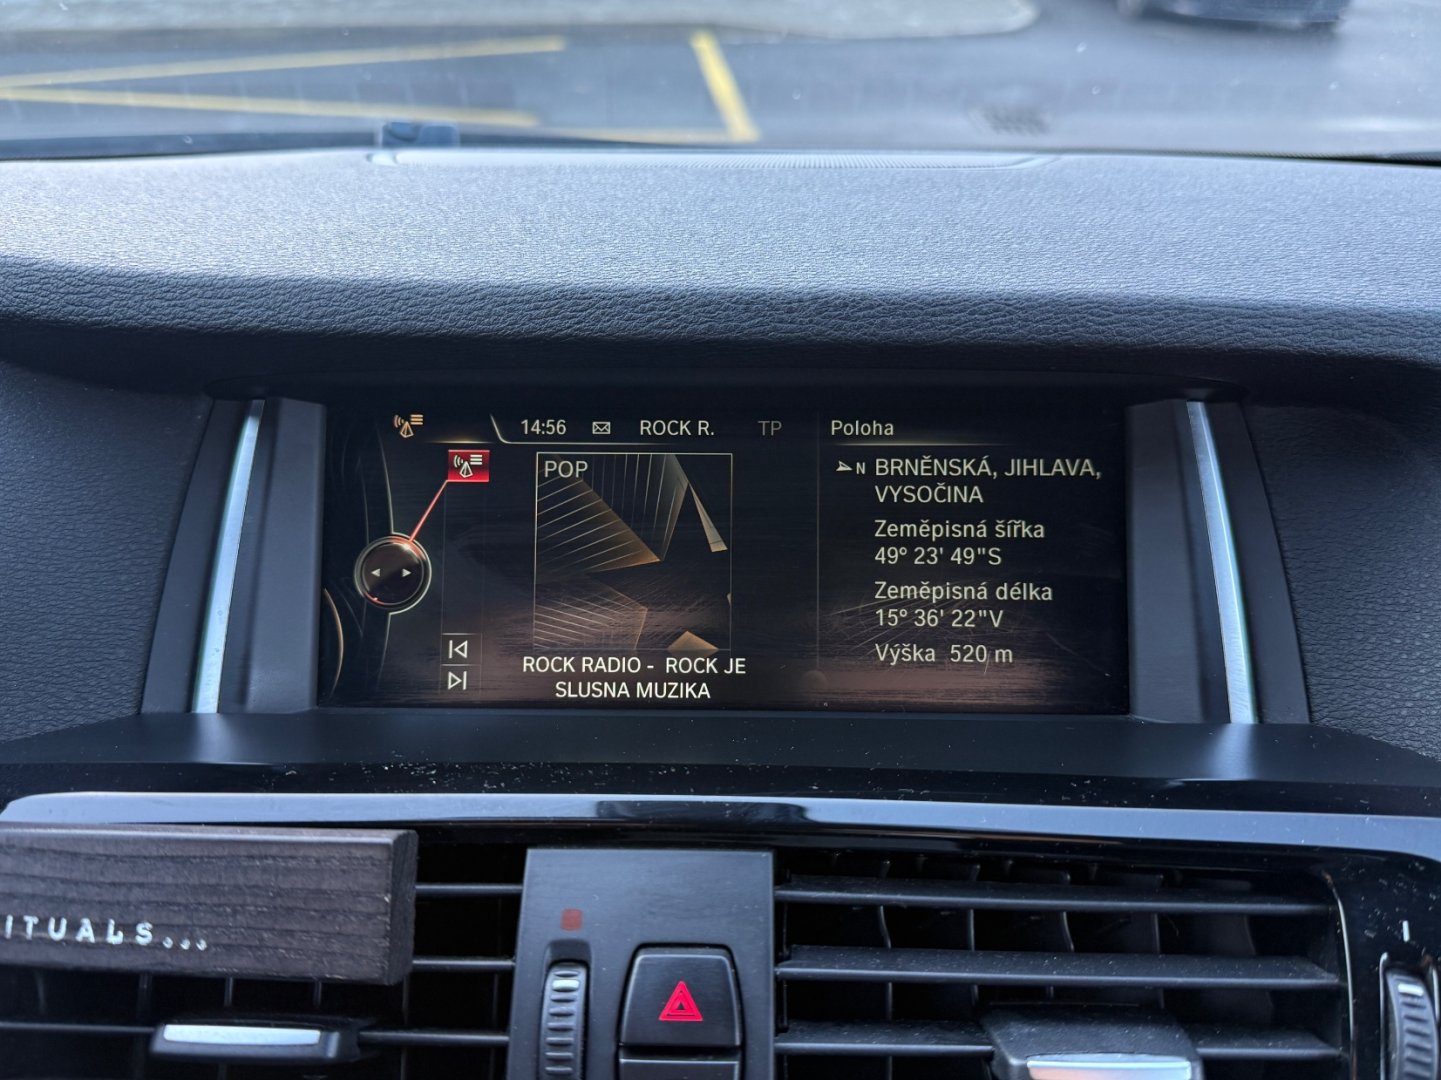 14:56 ROCK R. TP Poloha
POP
N BRNĚNSKÁ, JIHLAVA,
VYSOČINA
Zeměpisná šířka
49° 23' 49"S
Zeměpisná délka
15° 36' 22"V
Výška 520 m
ROCK RADIO - ROCK JE
SLUSNA MUZIKA
ITUALS...